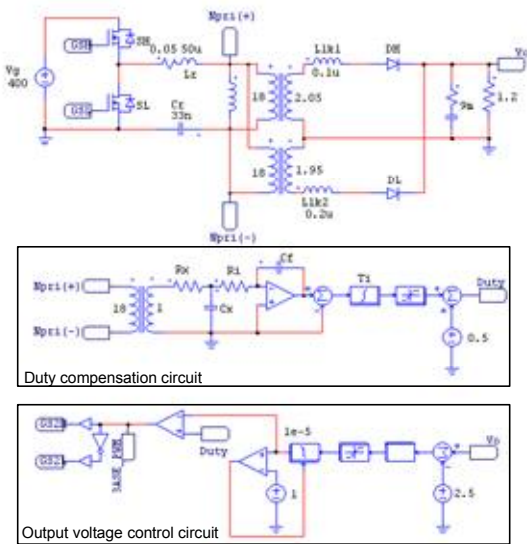 Npri(+)
Vg
400
SH
SL
0.05 50u
Lr
Cr
33n
18
2.05
18
1.95
Llk1
0.1u
DH
DL
Llk2
0.2u
9m
1.2
Npri(-)
Npri(+)
Npri(-)
18
1
Rx
Ri
Cx
Cf
Ti
Duty
0.5
Duty compensation circuit
Duty
1e-5
1
Vo
2.5
Output voltage control circuit